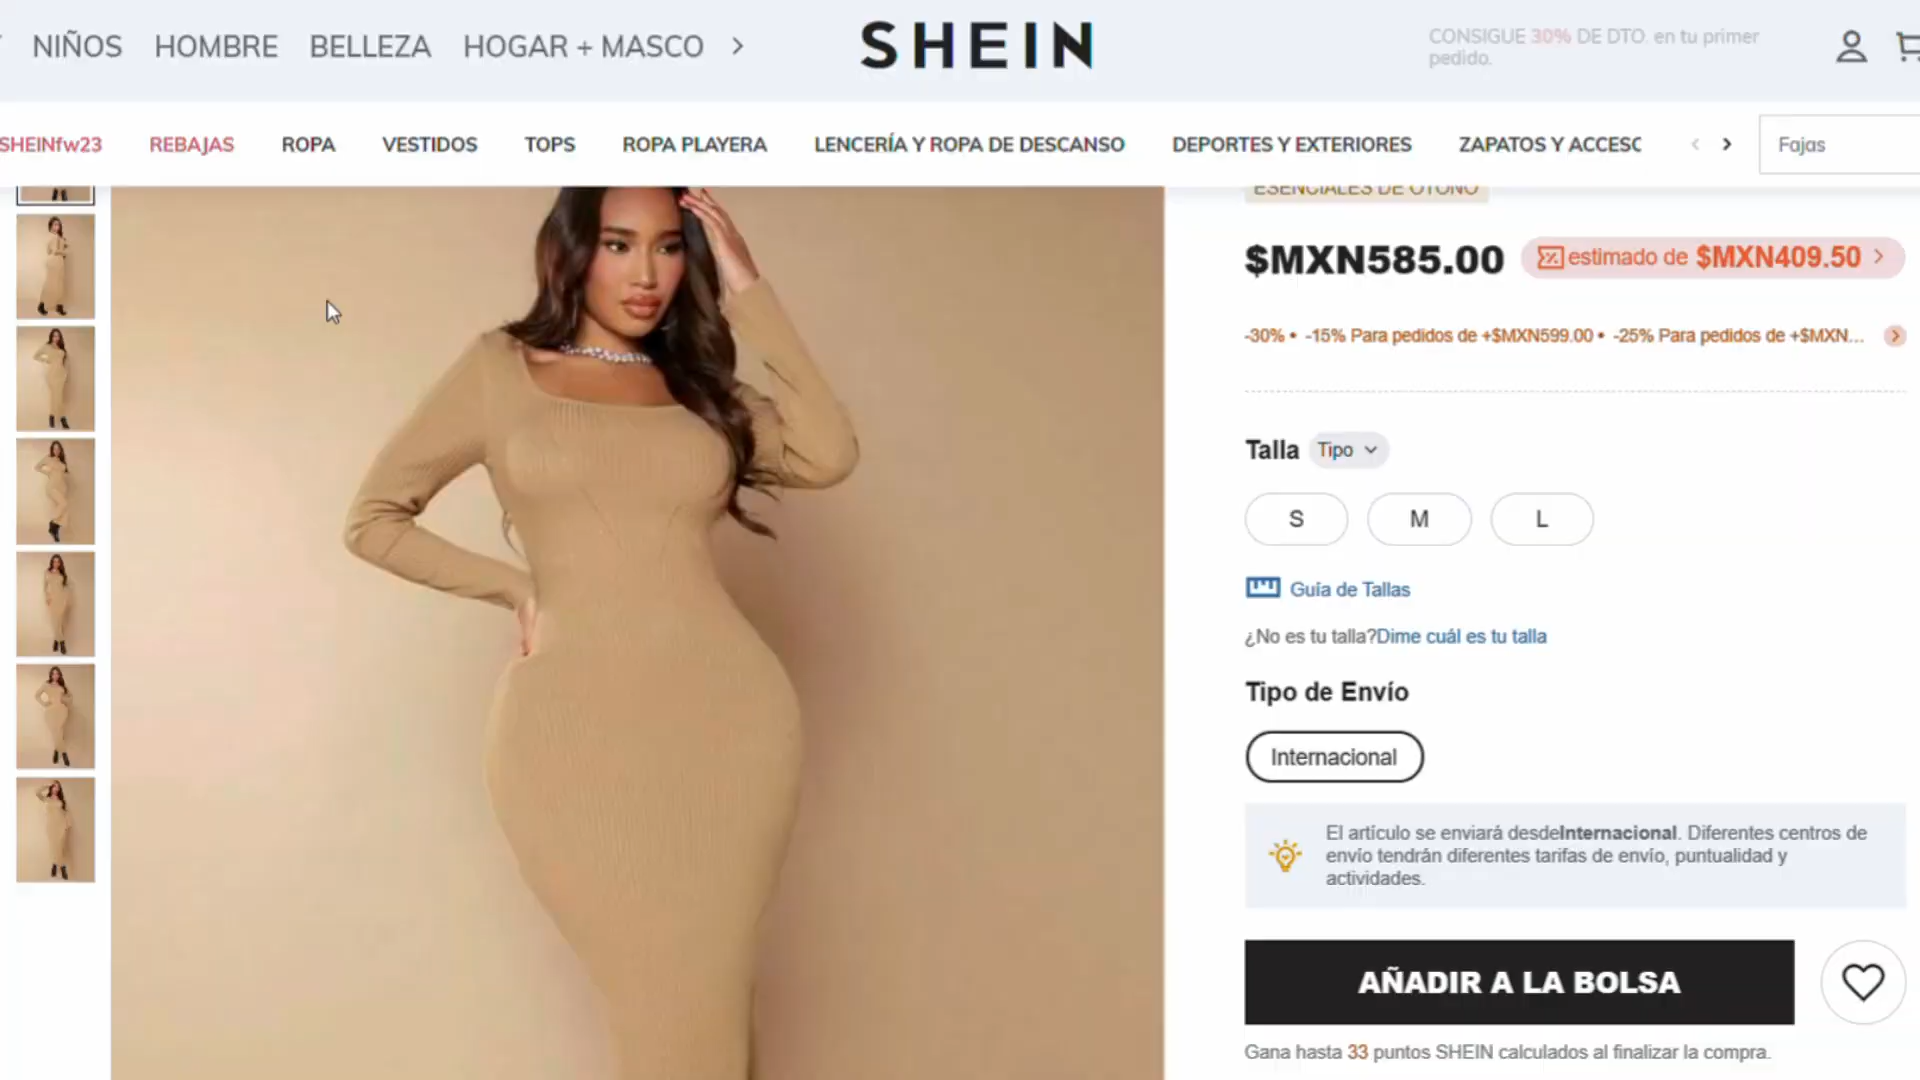 NIÑOS HOMBRE BELLEZA HOGAR + MASCO
SHEIN
CONSIGUE 30% DE DTO. en tu primer
pedido.
SHEINfw23 REBAJAS ROPA VESTIDOS TOPS ROPA PLAYERA LENCERÍA Y ROPA DE DESCANSO DEPORTES Y EXTERIORES ZAPATOS Y ACCESC
Fajas
ESENCIALES DE OTOÑO
$MXN585.00 estimado de $MXN409.50
-30% • -15% Para pedidos de +$MXN599.00 • -25% Para pedidos de +$MXN...
Talla Tipo
S M L
Guía de Tallas
¿No es tu talla?Dime cuál es tu talla
Tipo de Envío
Internacional
El artículo se enviará desdeInternacional. Diferentes centros de
envío tendrán diferentes tarifas de envío, puntualidad y
actividades.
AÑADIR A LA BOLSA
Gana hasta 33 puntos SHEIN calculados al finalizar la compra.